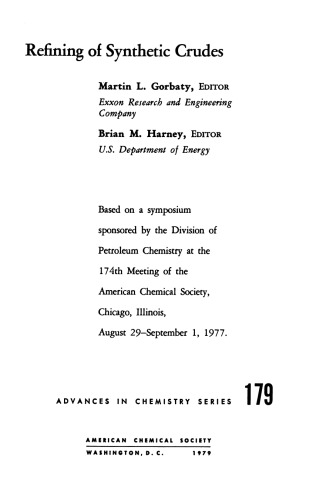 Refining of Synthetic Crudes
Martin L. Gorbaty, EDITOR
Exxon Research and Engineering
Company
Brian M. Harney, EDITOR
U.S. Department of Energy
Based on a symposium
sponsored by the Division of
Petroleum Chemistry at the
174th Meeting of the
American Chemical Society,
Chicago, Illinois,
August 29–September 1, 1977.
ADVANCES IN CHEMISTRY SERIES 179
AMERICAN CHEMICAL SOCIETY
WASHINGTON, D. C. 1979